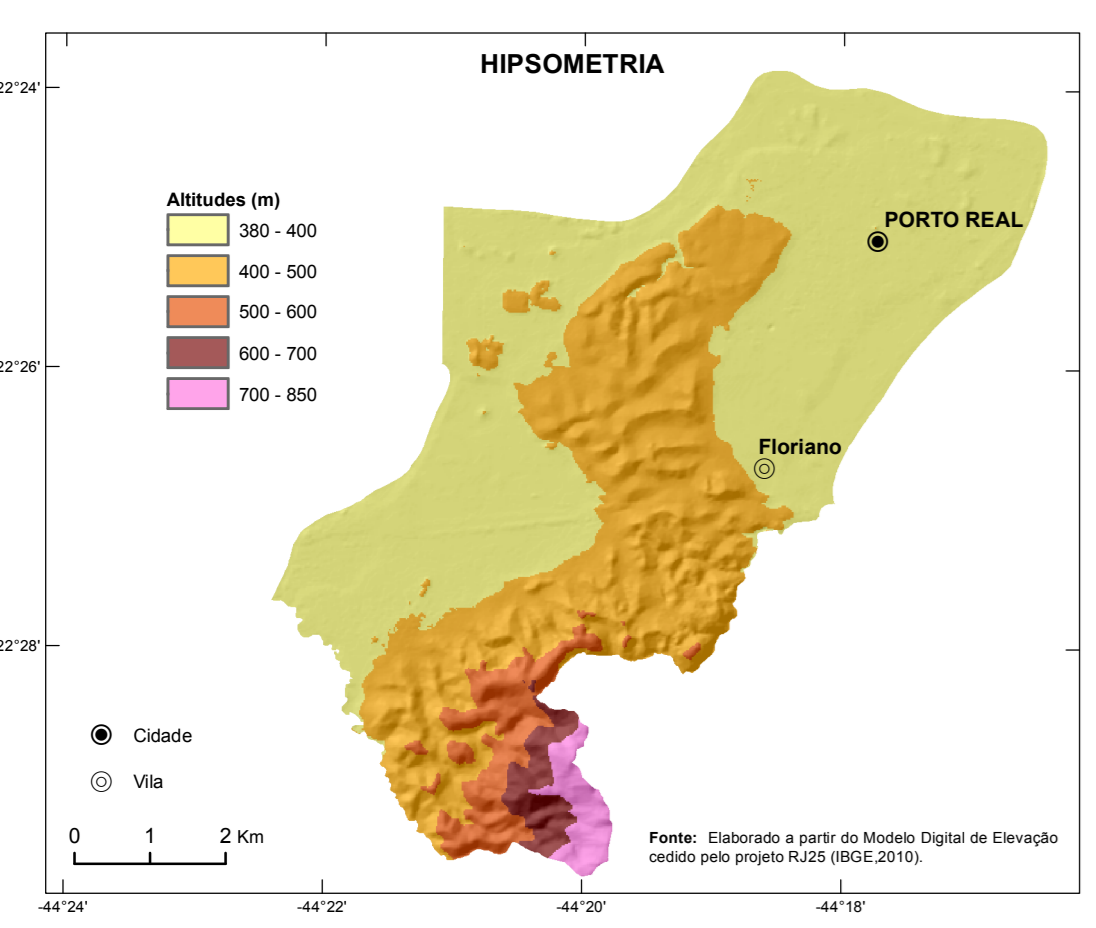 HIPSOMETRIA
22°24'
Altitudes (m)
380 - 400
400 - 500
500 - 600
600 - 700
700 - 850
PORTO REAL
22°26'
Floriano
22°28'
Cidade
Vila
0 1 2 Km
Fonte: Elaborado a partir do Modelo Digital de Elevação
cedido pelo projeto RJ25 (IBGE,2010).
-44°24' -44°22' -44°20' -44°18'